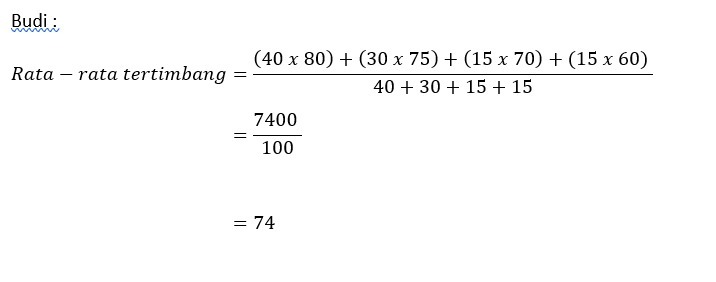 Budi :
Rata − rata tertimbang = (40 x 80) + (30 x 75) + (15 x 70) + (15 x 60)
40 + 30 + 15 + 15
= 7400
100
= 74